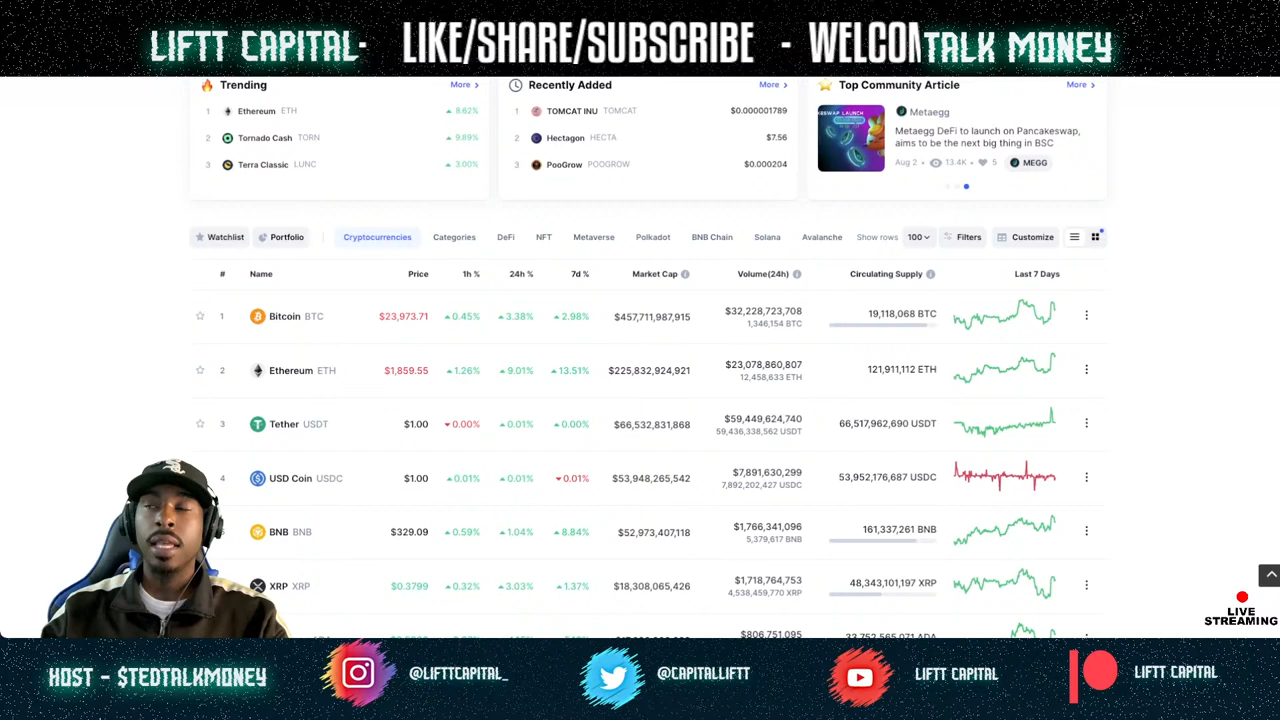 LIFTT CAPITAL- LIKE/SHARE/SUBSCRIBE - WELCOM TALK MONEY
Trending More >
1 Ethereum ETH 8.62%
2 Tornado Cash TORN 9.89%
3 Terra Classic LUNC 3.00%
Recently Added More >
1 TOMCAT INU TOMCAT $0.000001789
2 Hectagon HECTA $7.56
3 PooGrow POOGROW $0.000204
Top Community Article More >
Metaegg
Metaegg DeFi to launch on Pancakeswap,
aims to be the next big thing in BSC
Aug 2 • 13.4K • 5 MEGG
Watchlist Portfolio Cryptocurrencies Categories DeFi NFT Metaverse Polkadot BNB Chain Solana Avalanche Show rows 100 Filters Customize
# Name Price 1h % 24h % 7d % Market Cap Volume(24h) Circulating Supply Last 7 Days
1 Bitcoin BTC $23,973.71 0.45% 3.38% 2.98% $457,711,987,915 $32,228,723,708 19,118,068 BTC
1,346,154 BTC
2 Ethereum ETH $1,859.55 1.26% 9.01% 13.51% $225,832,924,921 $23,078,860,807 121,911,112 ETH
12,458,633 ETH
3 Tether USDT $1.00 0.00% 0.01% 0.00% $66,532,831,868 $59,449,624,740 66,517,962,690 USDT
59,436,338,562 USDT
4 USD Coin USDC $1.00 0.01% 0.01% 0.01% $53,948,265,542 $7,891,630,299 53,952,176,687 USDC
7,892,202,427 USDC
BNB BNB $329.09 0.59% 1.04% 8.84% $52,973,407,118 $1,766,341,096 161,337,261 BNB
5,379,617 BNB
XRP XRP $0.3799 0.32% 3.03% 1.37% $18,308,065,426 $1,718,764,753 48,343,101,197 XRP
4,538,459,770 XRP
$806,751,095 33,752,565,071 ADA
LIVE
STREAMING
HOST - $TEDTALKMONEY @LIFTTCAPITAL_ @CAPITALLIFTT LIFTT CAPITAL LIFTT CAPITAL